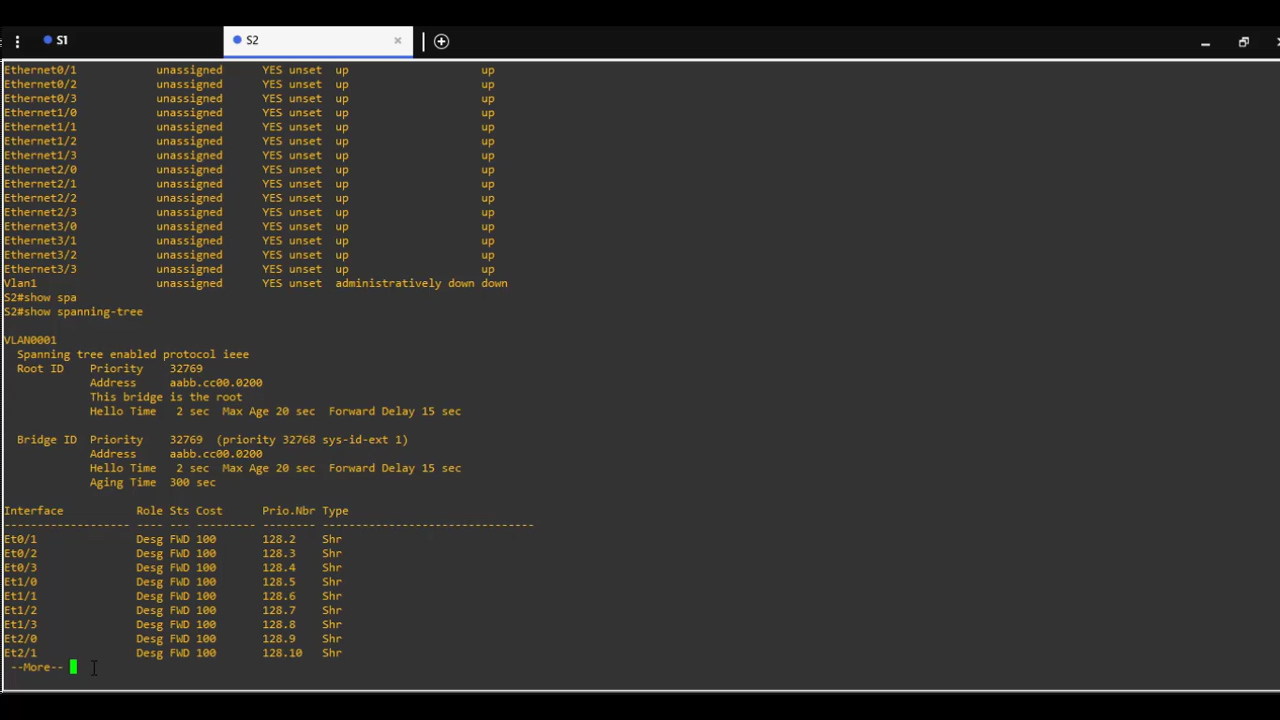 S1
S2
Ethernet0/1 unassigned YES unset up up
Ethernet0/2 unassigned YES unset up up
Ethernet0/3 unassigned YES unset up up
Ethernet1/0 unassigned YES unset up up
Ethernet1/1 unassigned YES unset up up
Ethernet1/2 unassigned YES unset up up
Ethernet1/3 unassigned YES unset up up
Ethernet2/0 unassigned YES unset up up
Ethernet2/1 unassigned YES unset up up
Ethernet2/2 unassigned YES unset up up
Ethernet2/3 unassigned YES unset up up
Ethernet3/0 unassigned YES unset up up
Ethernet3/1 unassigned YES unset up up
Ethernet3/2 unassigned YES unset up up
Ethernet3/3 unassigned YES unset up up
Vlan1 unassigned YES unset administratively down down
S2#show spa
S2#show spanning-tree
VLAN0001
Spanning tree enabled protocol ieee
Root ID Priority 32769
Address aabb.cc00.0200
This bridge is the root
Hello Time 2 sec Max Age 20 sec Forward Delay 15 sec
Bridge ID Priority 32769 (priority 32768 sys-id-ext 1)
Address aabb.cc00.0200
Hello Time 2 sec Max Age 20 sec Forward Delay 15 sec
Aging Time 300 sec
Interface Role Sts Cost Prio.Nbr Type
------------------- ---- --- --------- -------- --------------------------------
Et0/1 Desg FWD 100 128.2 Shr
Et0/2 Desg FWD 100 128.3 Shr
Et0/3 Desg FWD 100 128.4 Shr
Et1/0 Desg FWD 100 128.5 Shr
Et1/1 Desg FWD 100 128.6 Shr
Et1/2 Desg FWD 100 128.7 Shr
Et1/3 Desg FWD 100 128.8 Shr
Et2/0 Desg FWD 100 128.9 Shr
Et2/1 Desg FWD 100 128.10 Shr
--More--